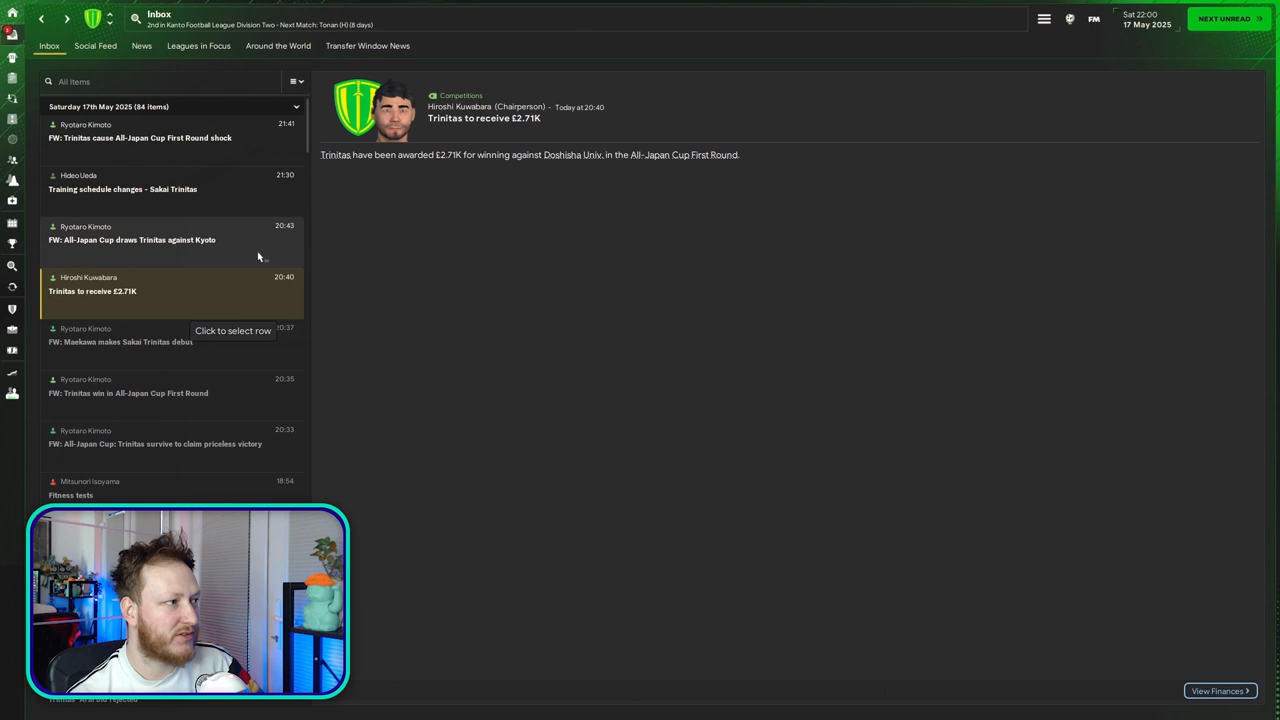 Inbox
2nd in Kanto Football League Division Two - Next Match: Tonan (H) (8 days)
FM
Sat 22:00
17 May 2025
NEXT UNREAD
Inbox
Social Feed
News
Leagues in Focus
Around the World
Transfer Window News
All Items
Saturday 17th May 2025 (84 items)
Ryotaro Kimoto
21:41
FW: Trinitas cause All-Japan Cup First Round shock
Hideo Ueda
21:30
Training schedule changes - Sakai Trinitas
Ryotaro Kimoto
20:43
FW: All-Japan Cup draws Trinitas against Kyoto
Hiroshi Kuwabara
20:40
Trinitas to receive £2.71K
Ryotaro Kimoto
20:37
FW: Maekawa makes Sakai Trinitas debut
Click to select row
Ryotaro Kimoto
20:35
FW: Trinitas win in All-Japan Cup First Round
Ryotaro Kimoto
20:33
FW: All-Japan Cup: Trinitas survive to claim priceless victory
Mitsunori Isoyama
18:54
Fitness tests
Competitions
Hiroshi Kuwabara (Chairperson) - Today at 20:40
Trinitas to receive £2.71K
Trinitas have been awarded £2.71K for winning against Doshisha Univ. in the All-Japan Cup First Round.
View Finances